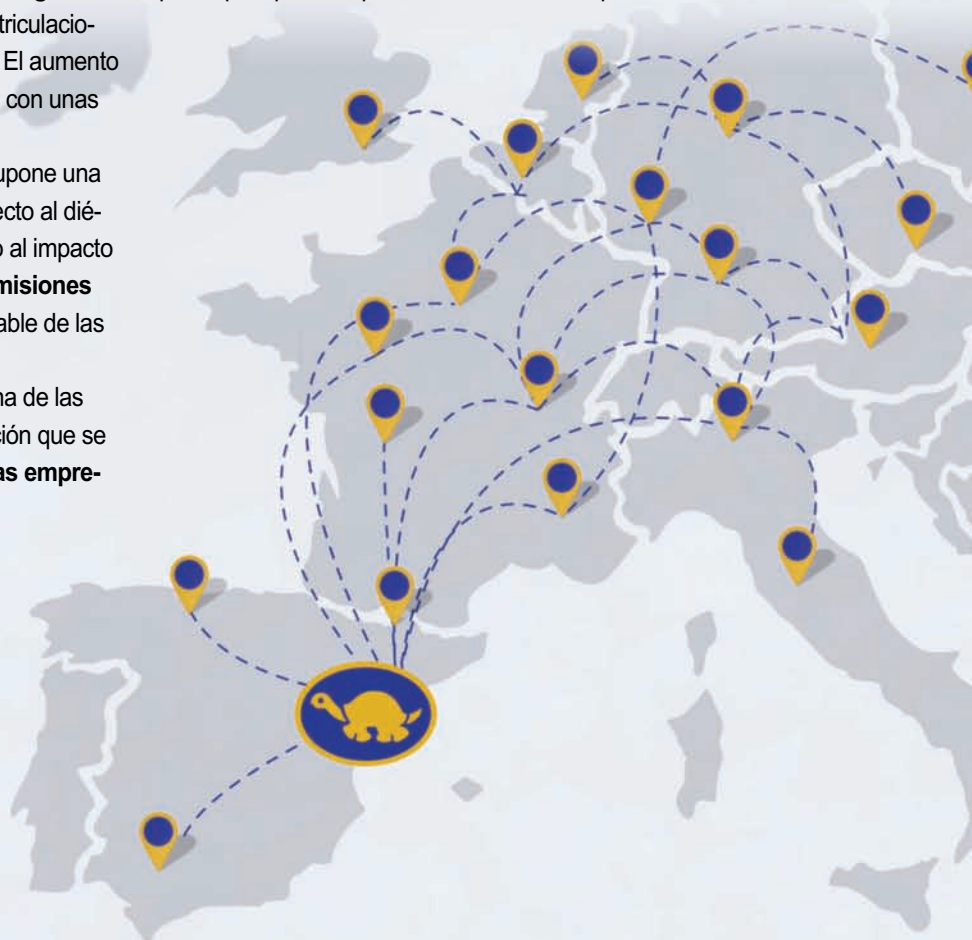 triculacio-
El aumento
con unas
upone una
ecto al dié-
o al impacto
misiones
able de las
na de las
ción que se
as empre-